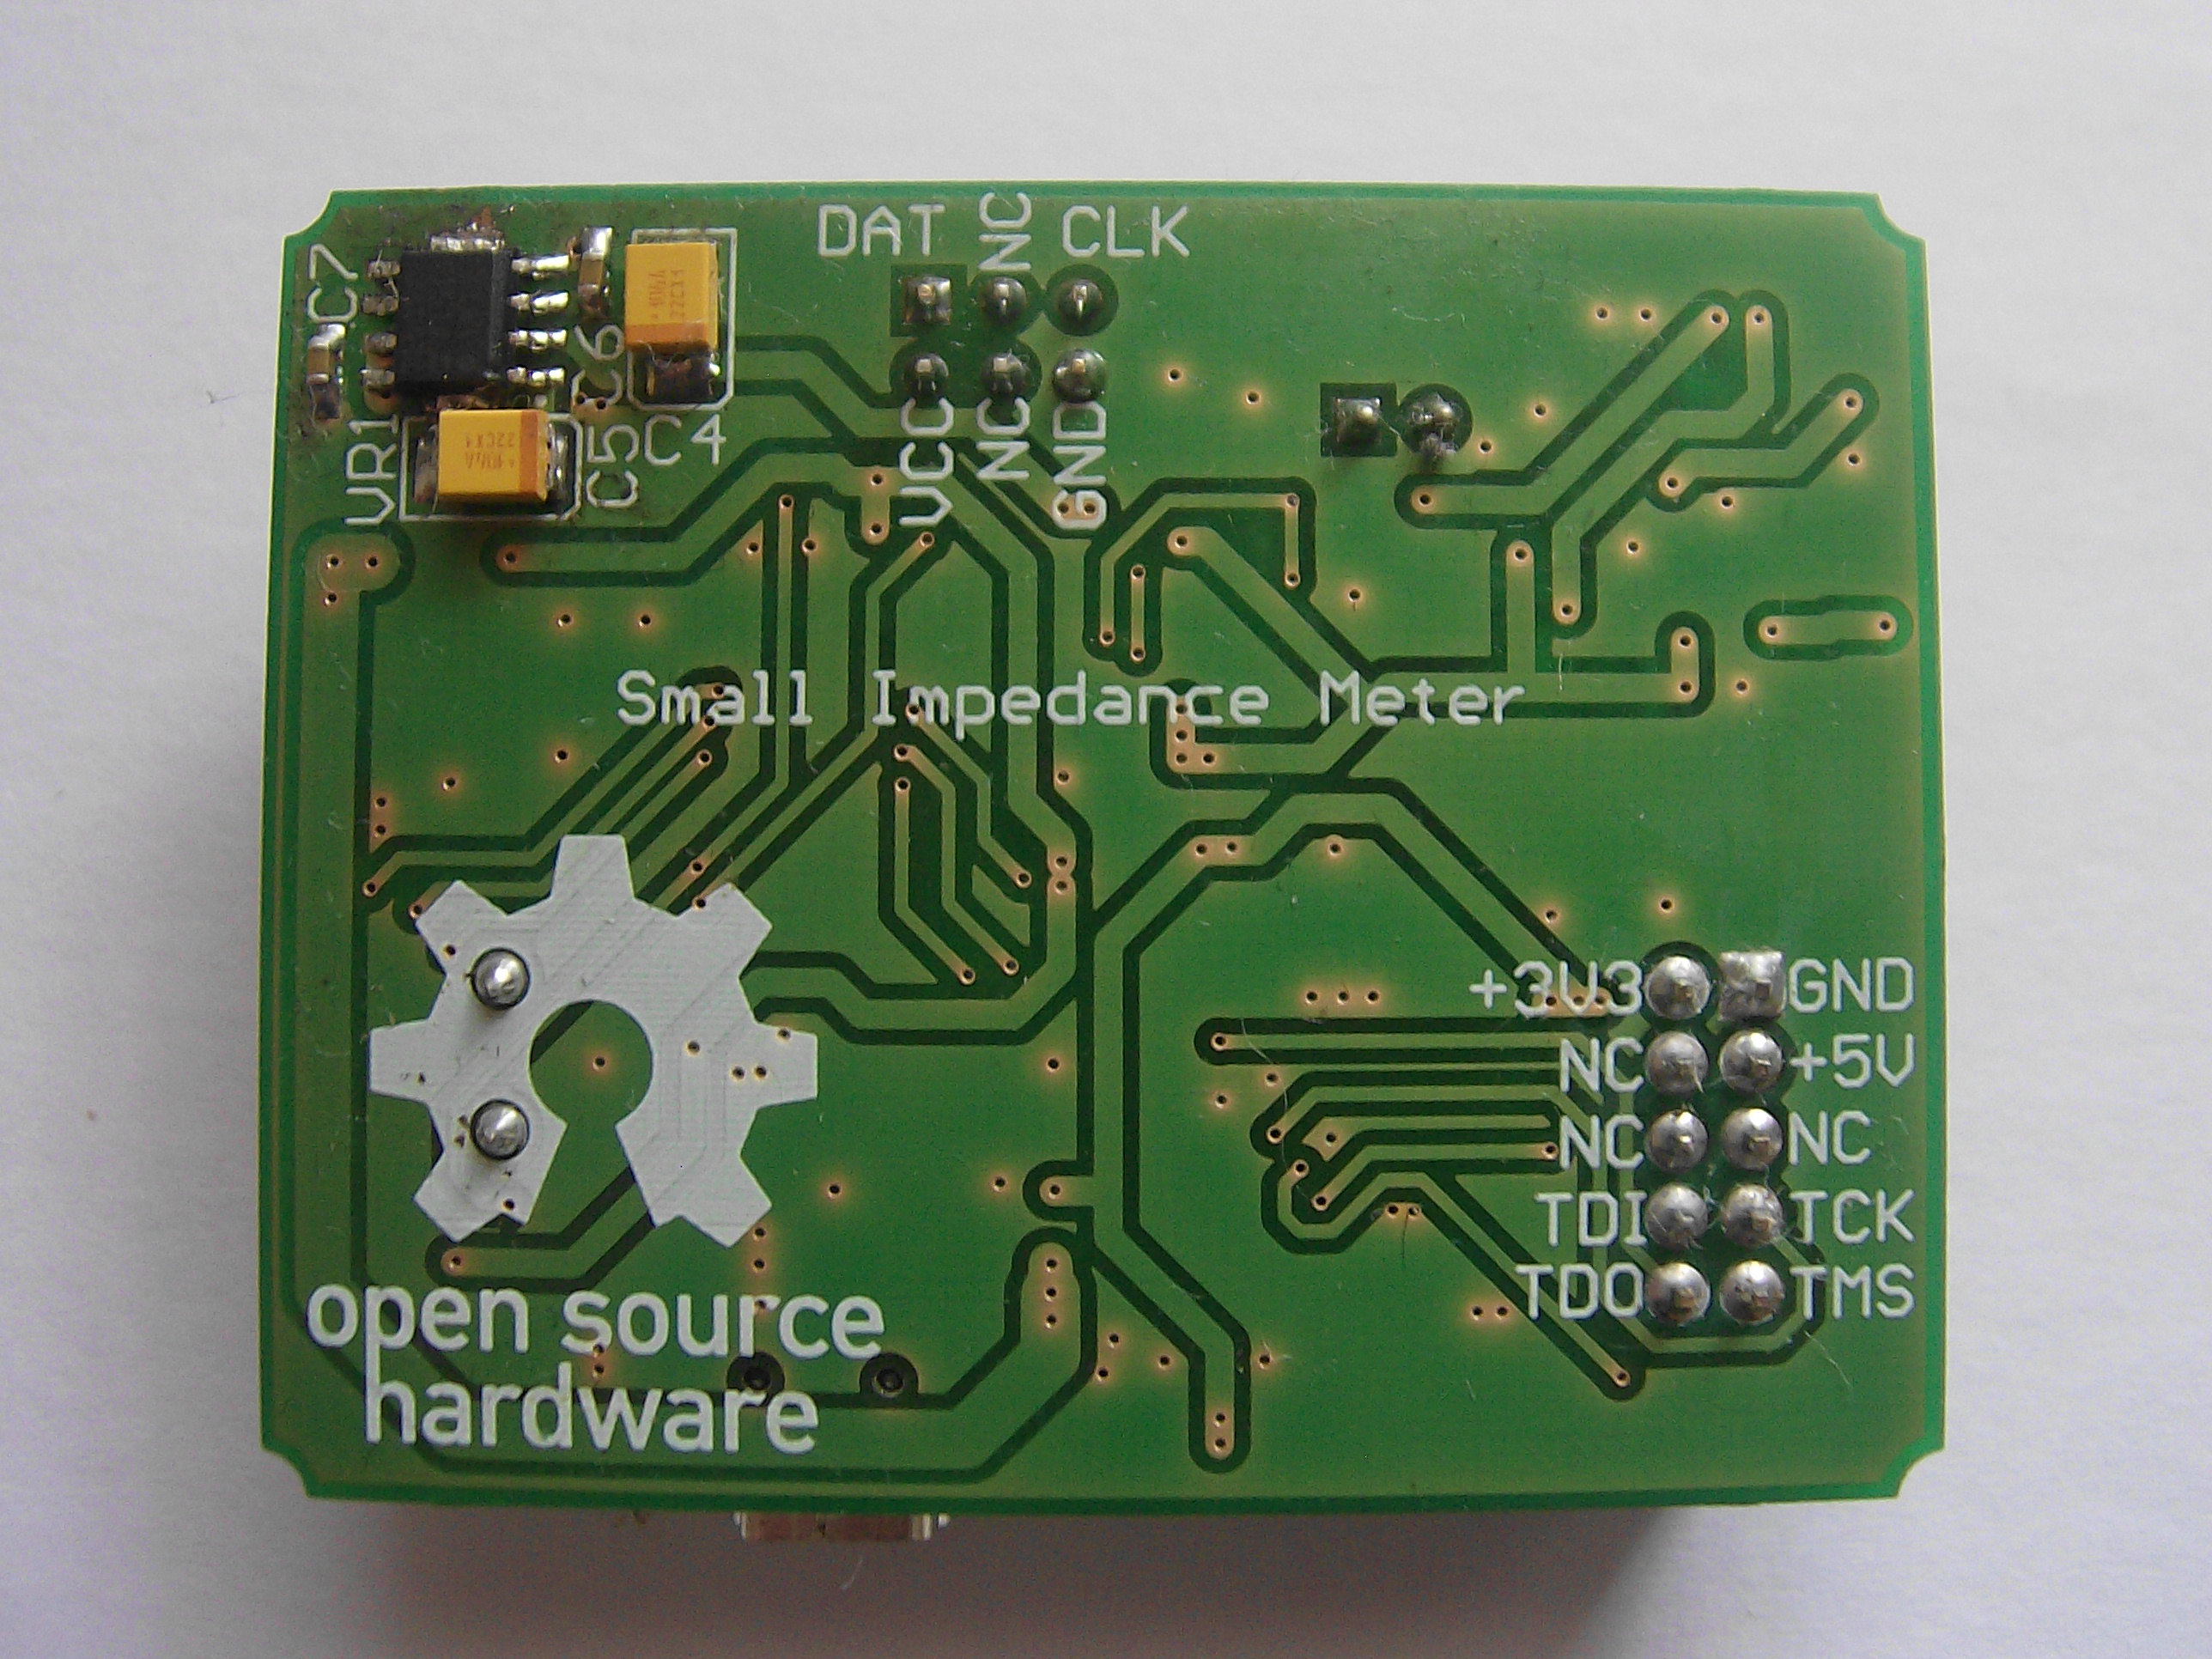 DAT NC CLK
C7
C6
VR1
C5
C4
VCC NC GND
Small Impedance Meter
+3V3 GND
NC +5V
NC NC
TDI TCK
TDO TMS
open source
hardware